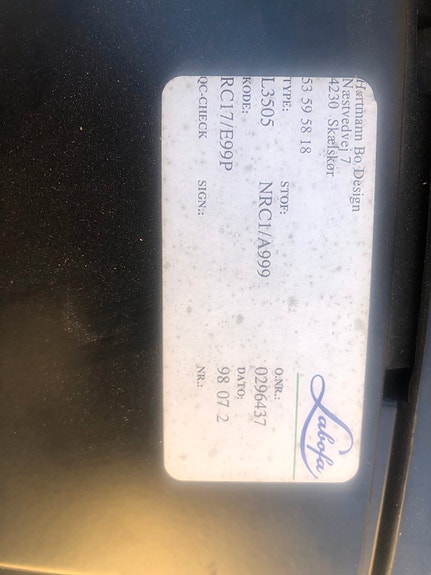 Hartmann Bo Design
Næstvedvej 7
4230 Skælskør
53 59 58 18
Labofa
TYPE: STOF: O.NR.:
L3505 NRC1/A999 0296437
KODE: DATO:
RC17/E99P 98 07 2
QC-CHECK SIGN.: NR.: